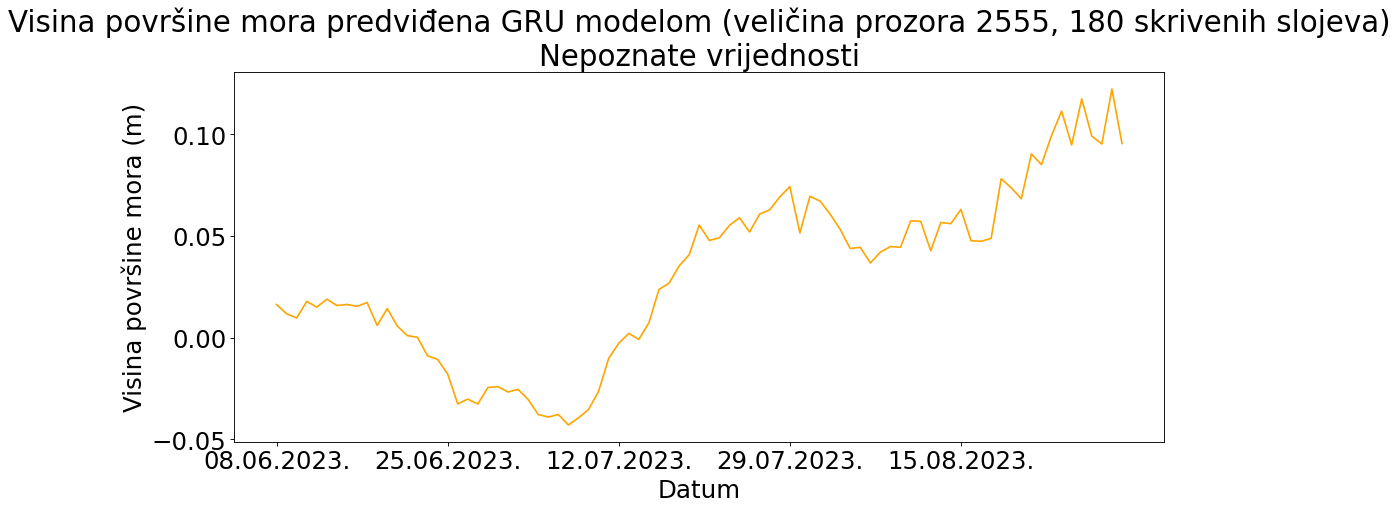 Visina površine mora predviđena GRU modelom (veličina prozora 2555, 180 skrivenih slojeva)
Nepoznate vrijednosti
Visina površine mora (m)
0.10
0.05
0.00
−0.05
08.06.2023. 25.06.2023. 12.07.2023. 29.07.2023. 15.08.2023.
Datum